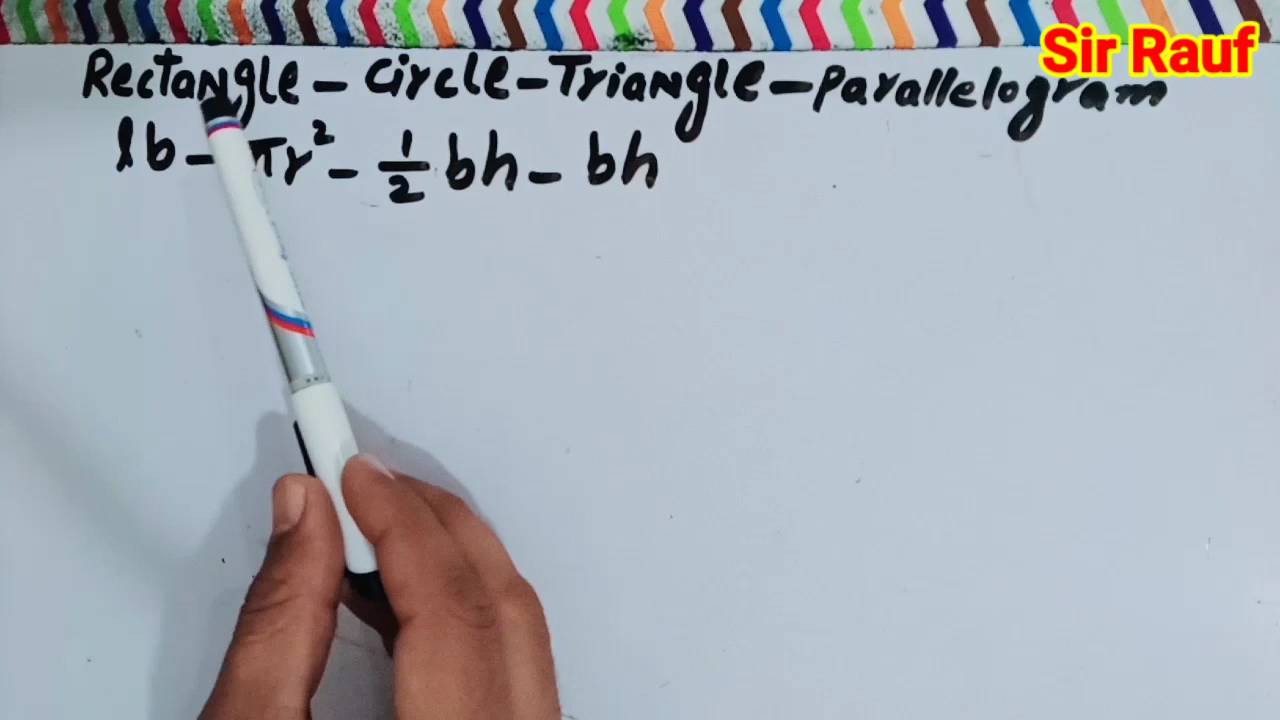 Sir Rauf
Rectangle - Circle - Triangle - Parallelogram
lb - πr² - 1/2 bh - bh